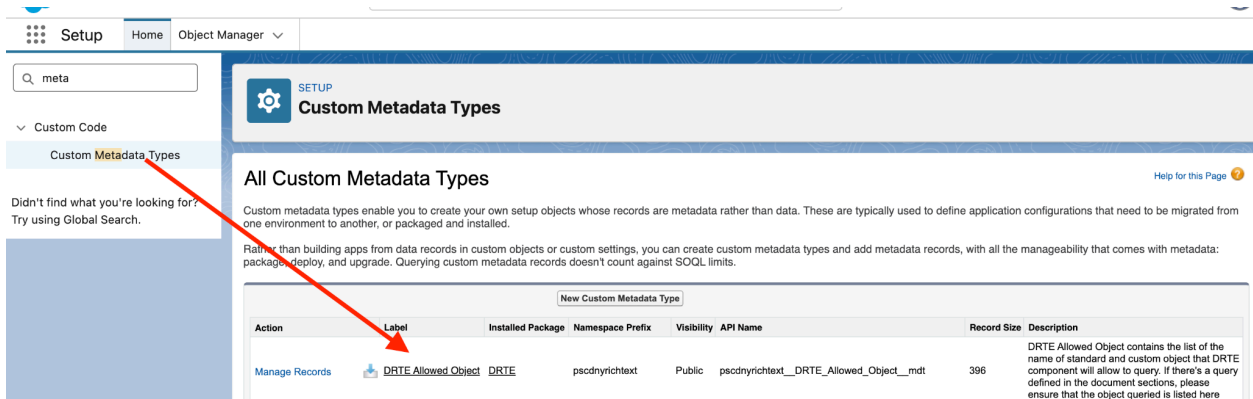 Setup
Home
Object Manager
meta
Custom Code
Custom Metadata Types
Didn't find what you're looking for?
Try using Global Search.
SETUP
Custom Metadata Types
All Custom Metadata Types
Help for this Page
Custom metadata types enable you to create your own setup objects whose records are metadata rather than data. These are typically used to define application configurations that need to be migrated from
one environment to another, or packaged and installed.
Rather than building apps from data records in custom objects or custom settings, you can create custom metadata types and add metadata records, with all the manageability that comes with metadata:
package, deploy, and upgrade. Querying custom metadata records doesn't count against SOQL limits.
New Custom Metadata Type
Action Label Installed Package Namespace Prefix Visibility API Name Record Size Description
Manage Records DRTE Allowed Object DRTE pscdnyrichtext Public pscdnyrichtext__DRTE_Allowed_Object__mdt 396
DRTE Allowed Object contains the list of the
name of standard and custom object that DRTE
component will allow to query. If there's a query
defined in the document sections, please
ensure that the object queried is listed here